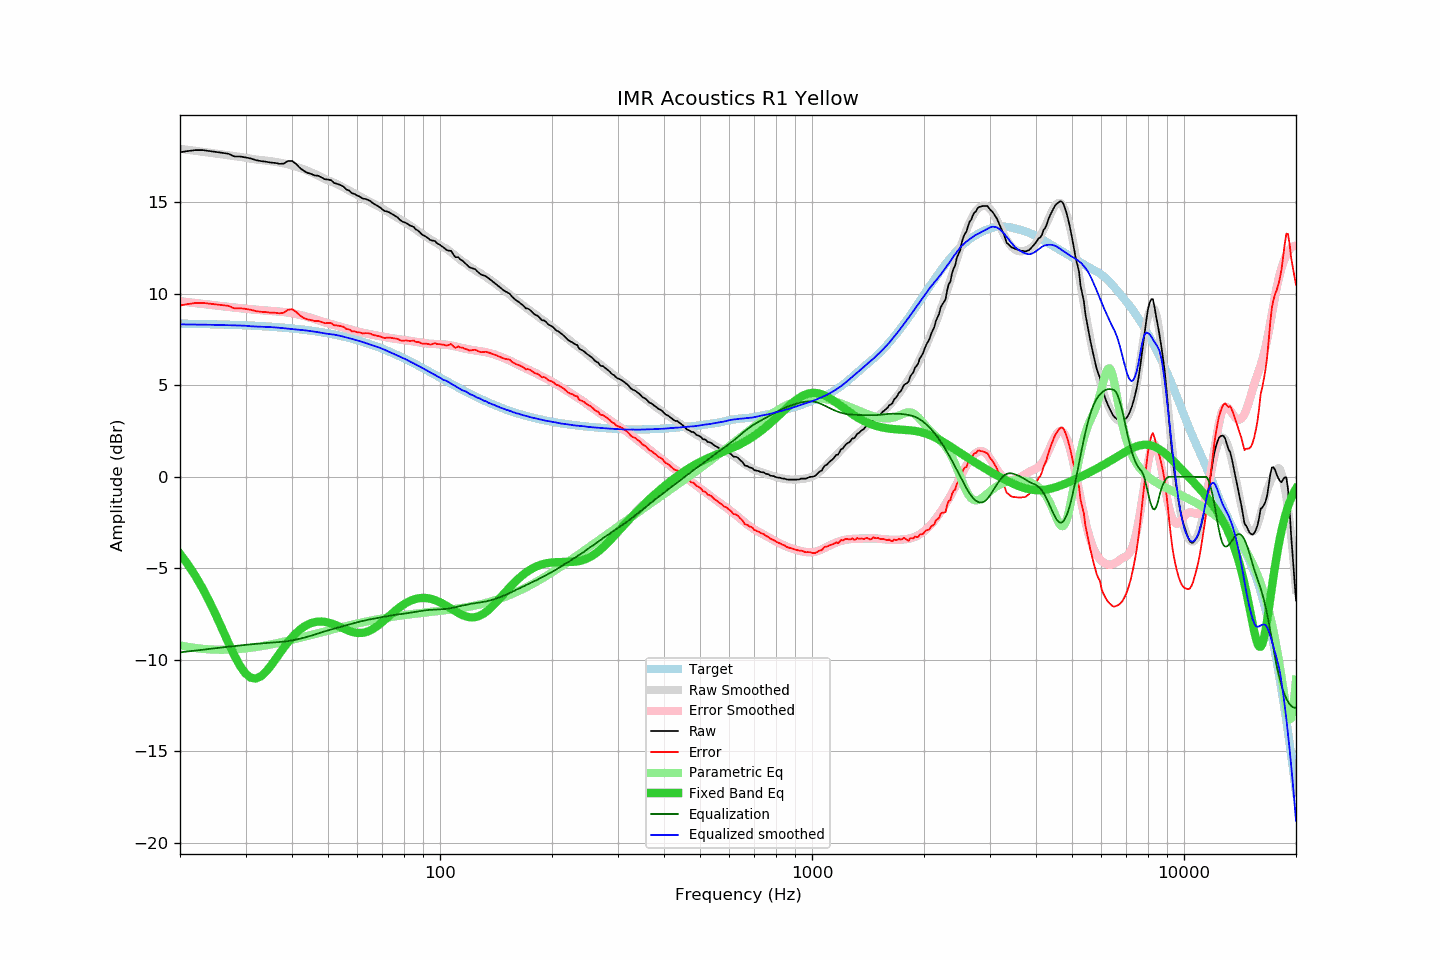 IMR Acoustics R1 Yellow
Amplitude (dBr)
15
10
5
0
−5
−10
−15
−20
Target
Raw Smoothed
Error Smoothed
Raw
Error
Parametric Eq
Fixed Band Eq
Equalization
Equalized smoothed
100 1000 10000
Frequency (Hz)